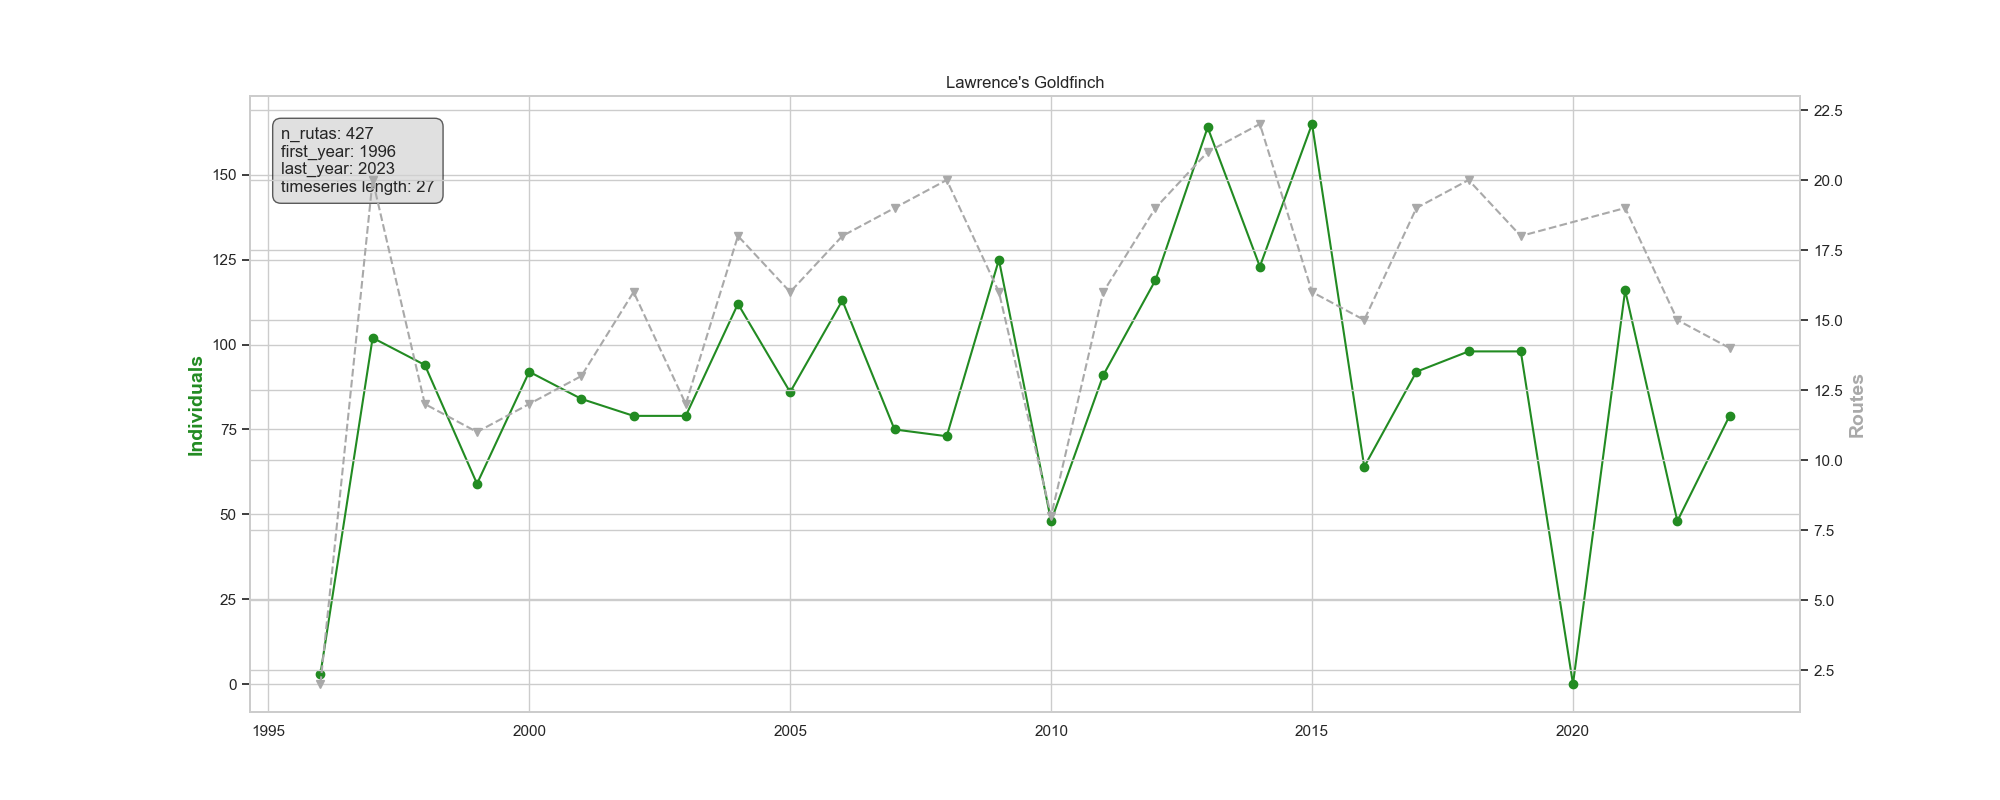 Lawrence's Goldfinch
n_rutas: 427
first_year: 1996
last_year: 2023
timeseries length: 27
150
125
100
75
50
25
0
Individuals
22.5
20.0
17.5
15.0
12.5
10.0
7.5
5.0
2.5
Routes
1995 2000 2005 2010 2015 2020